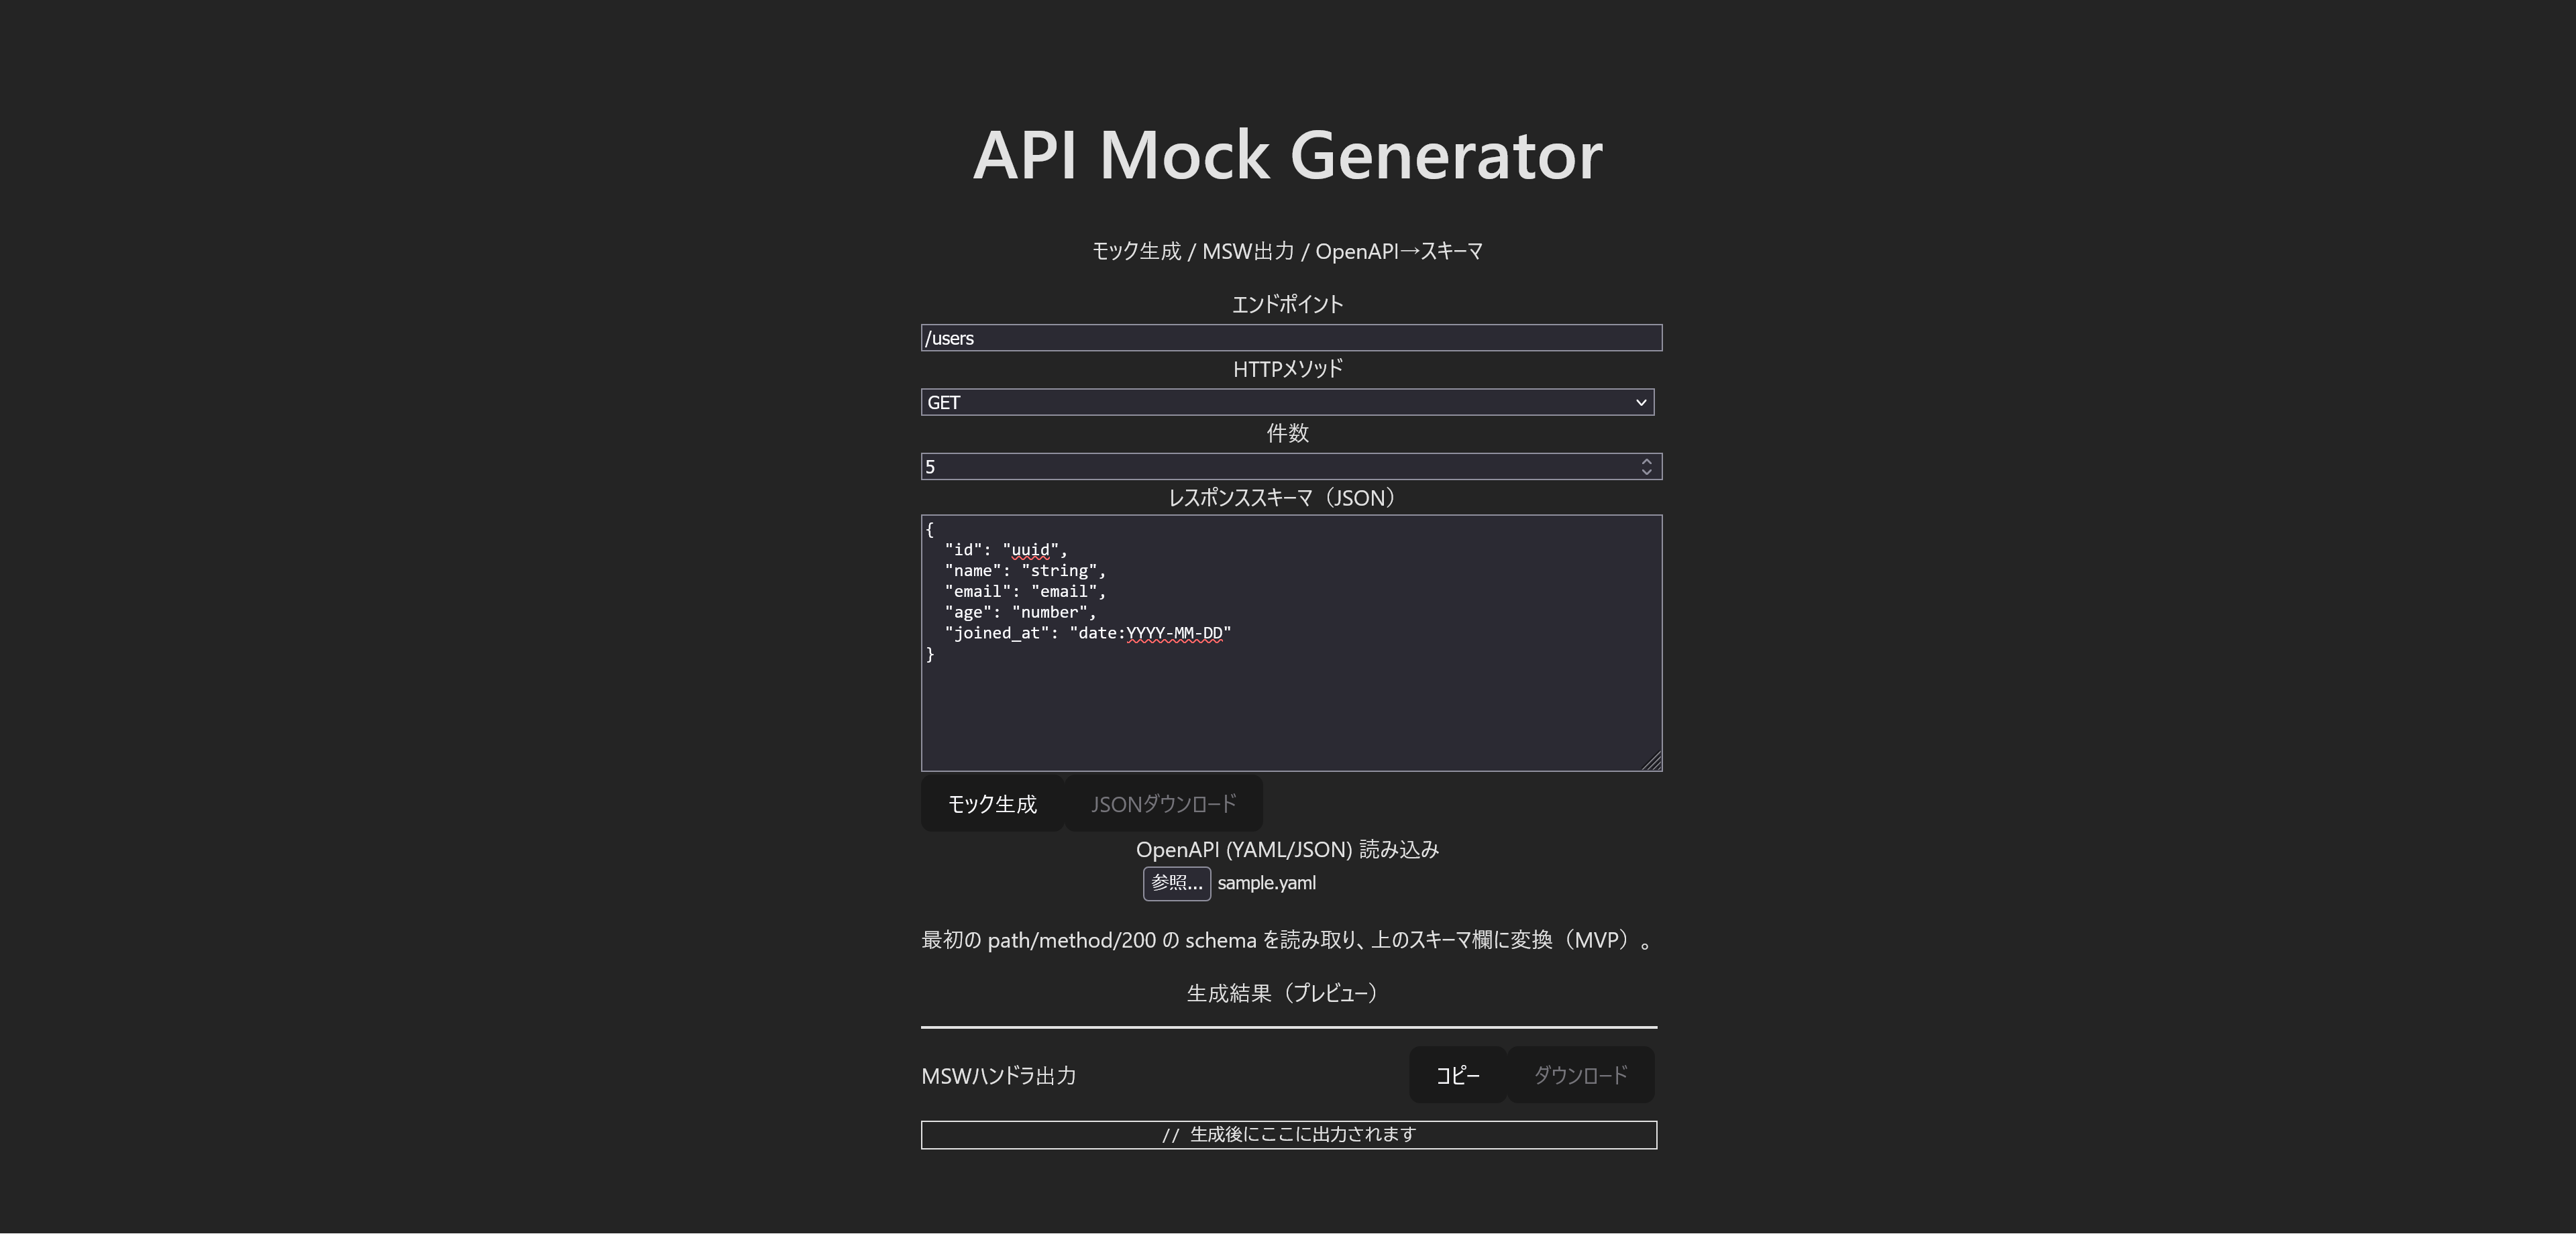 API Mock Generator
モック生成 / MSW出力 / OpenAPI→スキーマ
エンドポイント
/users
HTTPメソッド
GET
件数
5
レスポンススキーマ（JSON）
{
  "id": "uuid",
  "name": "string",
  "email": "email",
  "age": "number",
  "joined_at": "date:YYYY-MM-DD"
}
モック生成 JSONダウンロード
OpenAPI (YAML/JSON) 読み込み
参照... sample.yaml
最初の path/method/200 の schema を読み取り、上のスキーマ欄に変換（MVP）。
生成結果（プレビュー）
MSWハンドラ出力 コピー ダウンロード
// 生成後にここに出力されます